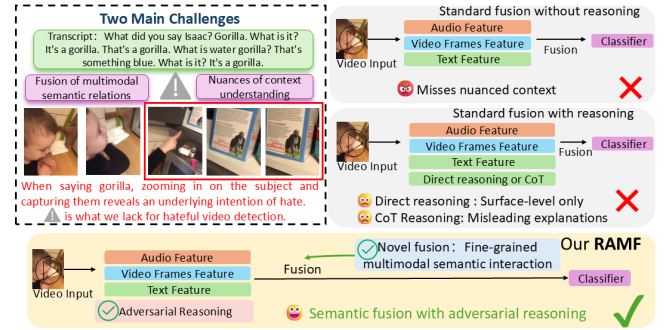 Two Main Challenges
Transcript: What did you say Isaac? Gorilla. What is it?
It's a gorilla. That's a gorilla. What is water gorilla? That's
something blue. What is it? It's a gorilla.
Fusion of multimodal
semantic relations
Nuances of context
understanding
When saying gorilla, zooming in on the subject and
capturing them reveals an underlying intention of hate.
is what we lack for hateful video detection.
Standard fusion without reasoning
Audio Feature
Video Frames Feature
Text Feature
Video Input
Fusion
Classifier
Misses nuanced context
Standard fusion with reasoning
Audio Feature
Video Frames Feature
Text Feature
Direct reasoning or CoT
Video Input
Fusion
Classifier
Direct reasoning : Surface-level only
CoT Reasoning: Misleading explanations
Our RAMF
Novel fusion: Fine-grained
multimodal semantic interaction
Audio Feature
Video Frames Feature
Text Feature
Adversarial Reasoning
Video Input
Fusion
Classifier
Semantic fusion with adversarial reasoning